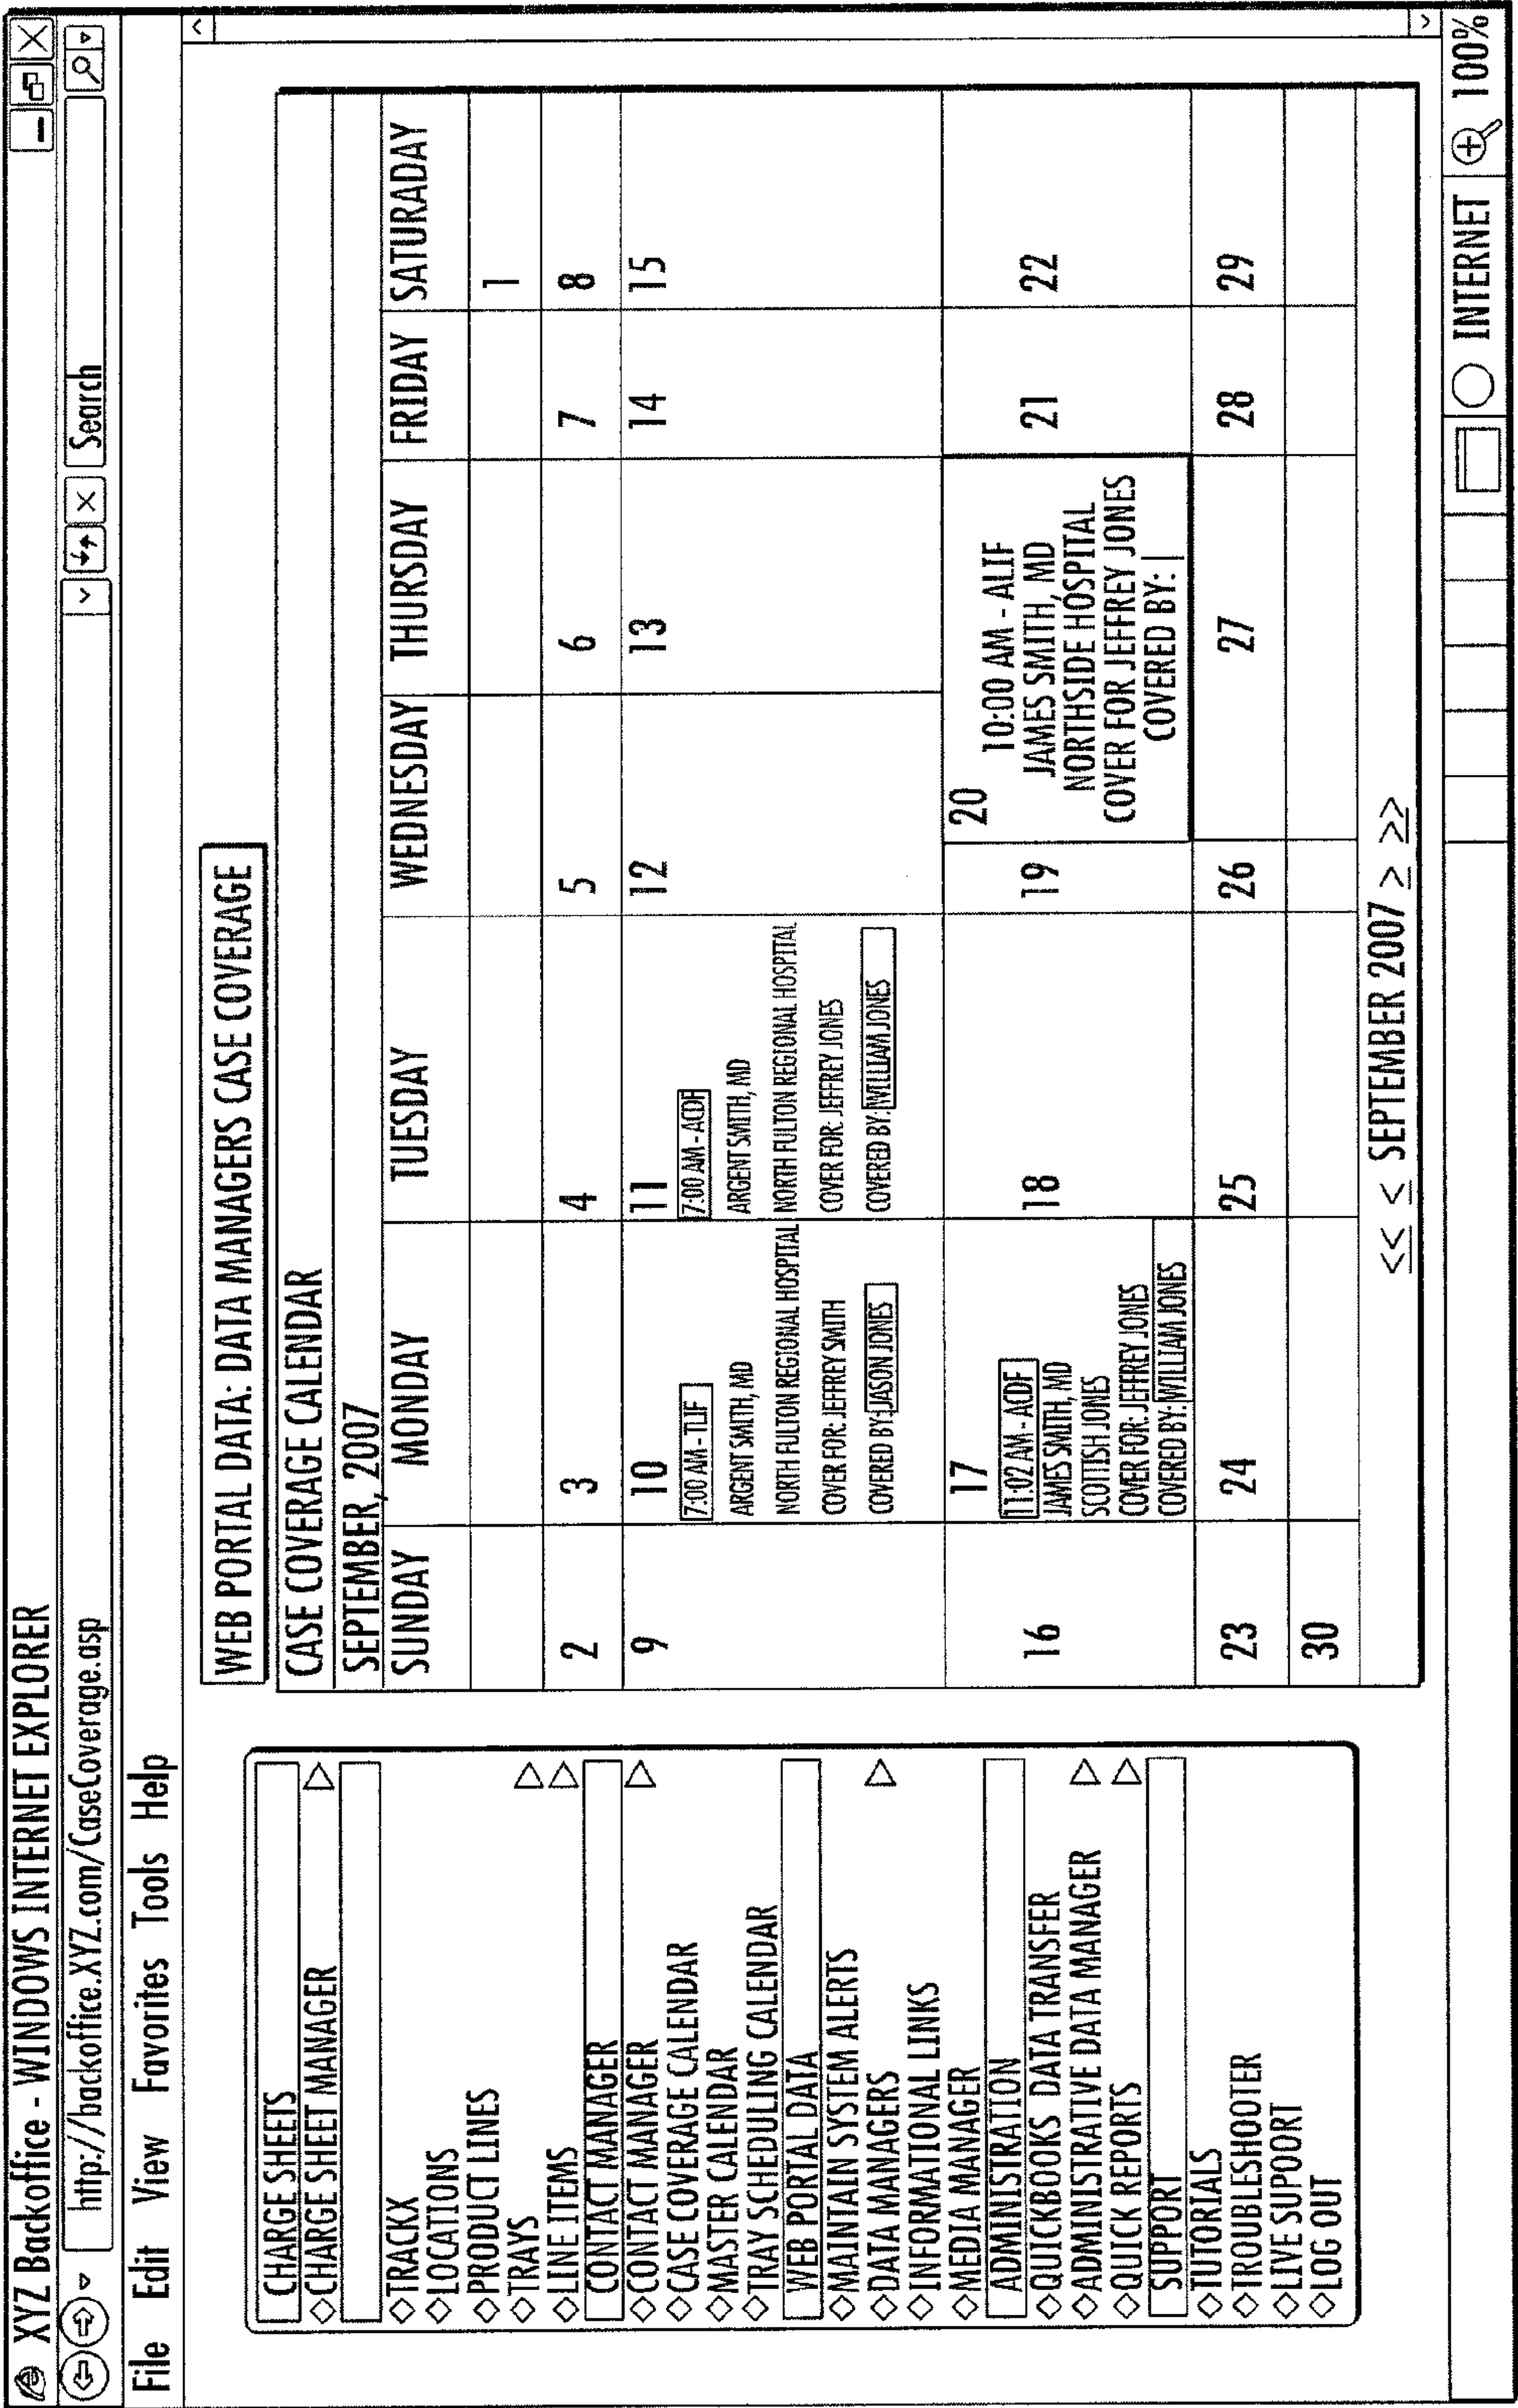 XYZ Backoffice - WINDOWS INTERNET EXPLORER
http://backoffice.XYZ.com/CaseCoverage.asp
Search
File Edit View Favorites Tools Help
CHARGE SHEETS
CHARGE SHEET MANAGER
TRACKX
LOCATIONS
PRODUCT LINES
TRAYS
LINE ITEMS
CONTACT MANAGER
CONTACT MANAGER
CASE COVERAGE CALENDAR
MASTER CALENDAR
TRAY SCHEDULING CALENDAR
WEB PORTAL DATA
MAINTAIN SYSTEM ALERTS
DATA MANAGERS
INFORMATIONAL LINKS
MEDIA MANAGER
ADMINISTRATION
QUICKBOOKS DATA TRANSFER
ADMINISTRATIVE DATA MANAGER
QUICK REPORTS
SUPPORT
TUTORIALS
TROUBLESHOOTER
LIVE SUPPORT
LOG OUT
WEB PORTAL DATA: DATA MANAGERS CASE COVERAGE
CASE COVERAGE CALENDAR
SEPTEMBER, 2007
SUNDAY MONDAY TUESDAY WEDNESDAY THURSDAY FRIDAY SATURADAY
1
2 3 4 5 6 7 8
9 10 11 12 13 14 15
7:00 AM - TLIF
ARGENT SMITH, MD
NORTH FULTON REGIONAL HOSPITAL
COVER FOR: JEFFREY SMITH
COVERED BY: JASON JONES
7:00 AM - ACDF
ARGENT SMITH, MD
NORTH FULTON REGIONAL HOSPITAL
COVER FOR: JEFFREY JONES
COVERED BY: WILLIAM JONES
16 17 18 19 20 21 22
11:02 AM - ACDF
JAMES SMITH, MD
SCOTTISH JONES
COVER FOR: JEFFREY JONES
COVERED BY: WILLIAM JONES
10:00 AM - ALIF
JAMES SMITH, MD
NORTHSIDE HOSPITAL
COVER FOR JEFFREY JONES
COVERED BY:
23 24 25 26 27 28 29
30
<< < SEPTEMBER 2007 > >>
INTERNET 100%